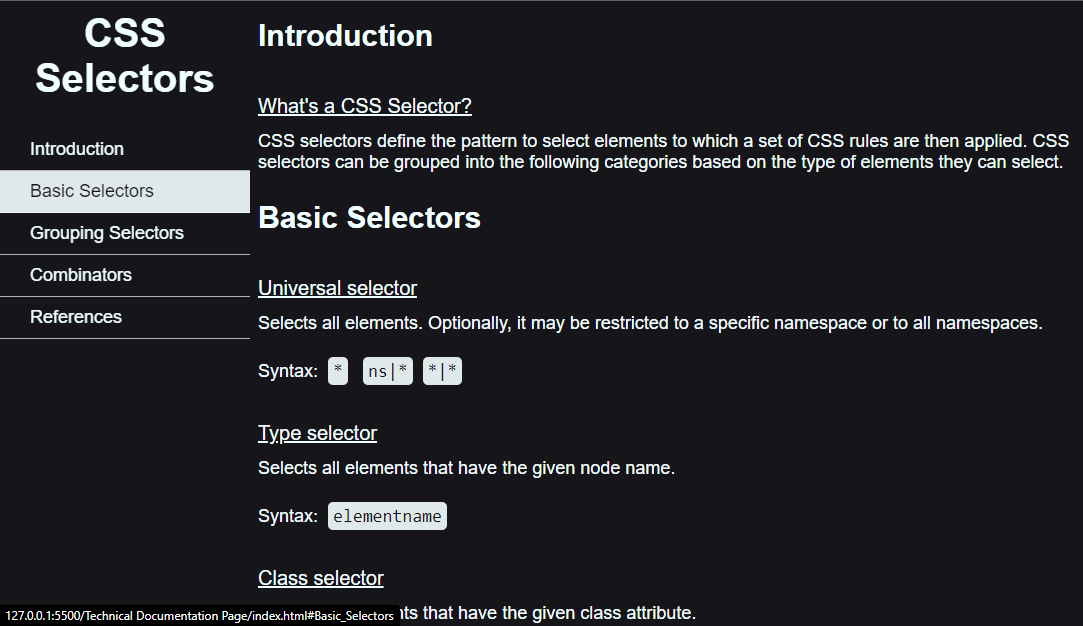 CSS
Selectors
Introduction
Basic Selectors
Grouping Selectors
Combinators
References
Introduction
What's a CSS Selector?
CSS selectors define the pattern to select elements to which a set of CSS rules are then applied. CSS
selectors can be grouped into the following categories based on the type of elements they can select.
Basic Selectors
Universal selector
Selects all elements. Optionally, it may be restricted to a specific namespace or to all namespaces.
Syntax: * ns|* *|*
Type selector
Selects all elements that have the given node name.
Syntax: elementname
Class selector
that have the given class attribute.
127.0.0.1:5500/Technical Documentation Page/index.html#Basic_Selectors